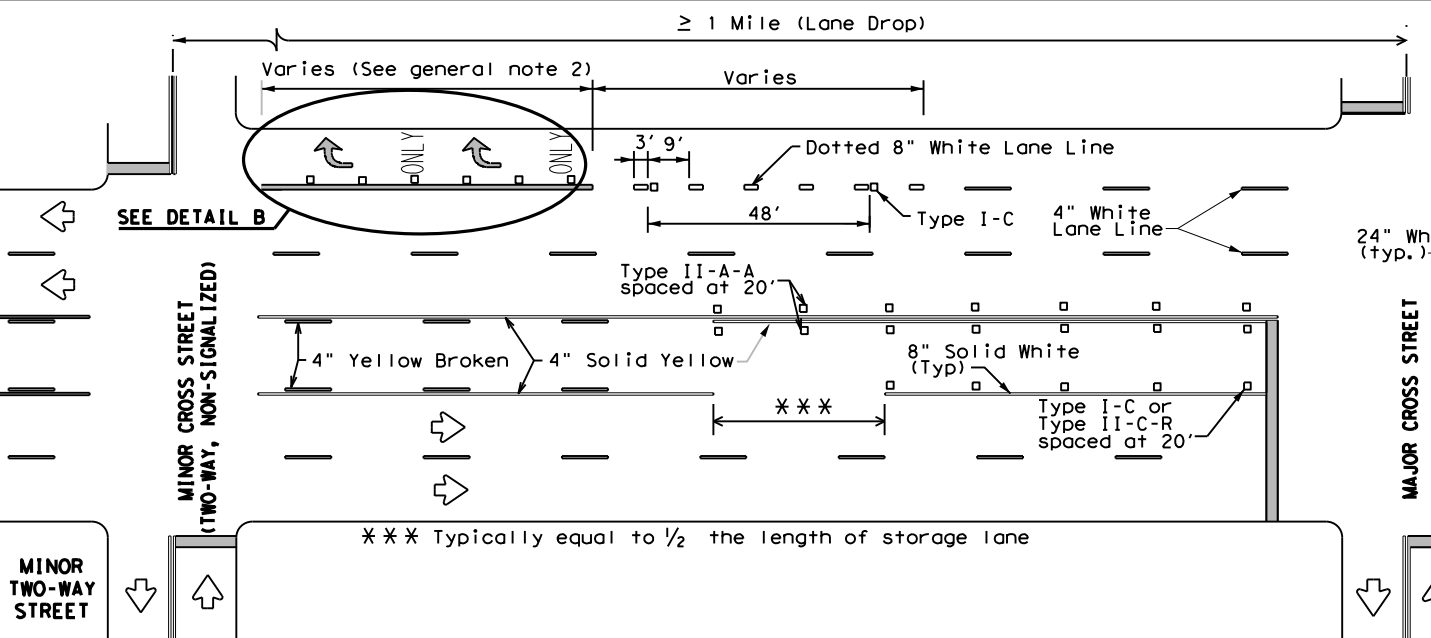 ≥ 1 Mile (Lane Drop)
Varies (See general note 2)
Varies
ONLY
ONLY
3' 9'
Dotted 8" White Lane Line
SEE DETAIL B
48'
Type I-C
4" White
Lane Line
24" Wh
(typ.)
Type II-A-A
spaced at 20'
4" Yellow Broken
4" Solid Yellow
8" Solid White
(Typ)
***
Type I-C or
Type II-C-R
spaced at 20'
MINOR CROSS STREET
(TWO-WAY, NON-SIGNALIZED)
MAJOR CROSS STREET
*** Typically equal to ½ the length of storage lane
MINOR
TWO-WAY
STREET